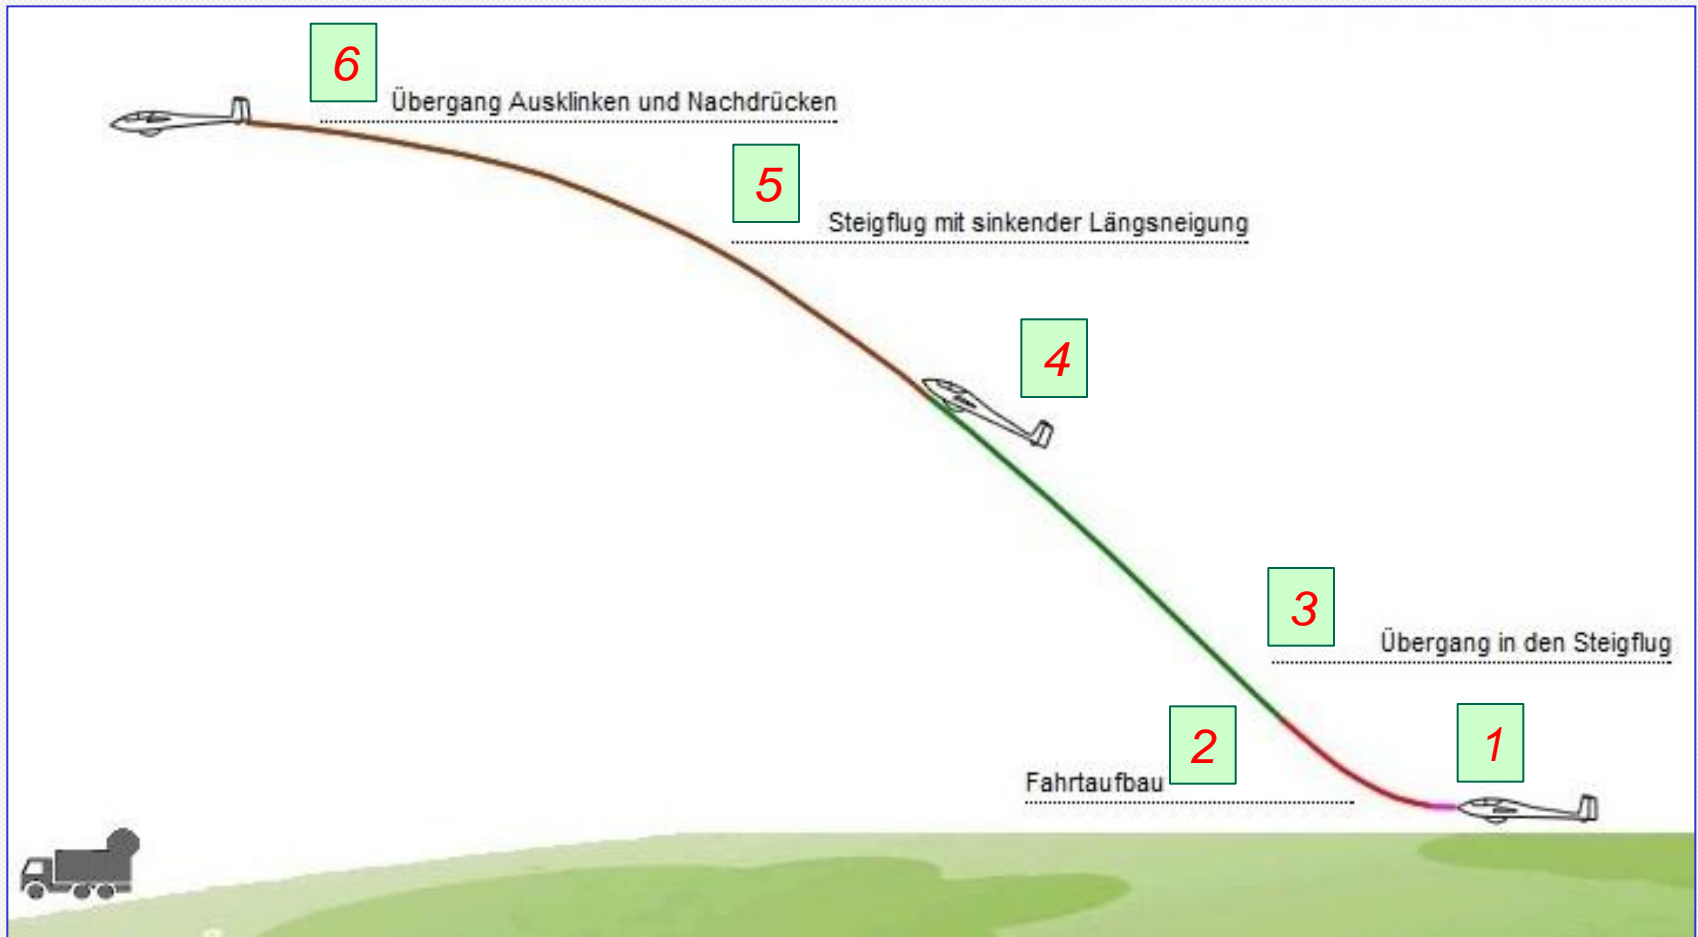 6
Übergang Ausklinken und Nachdrücken
5
Steigflug mit sinkender Längsneigung
4
3
Übergang in den Steigflug
2
1
Fahrtaufbau